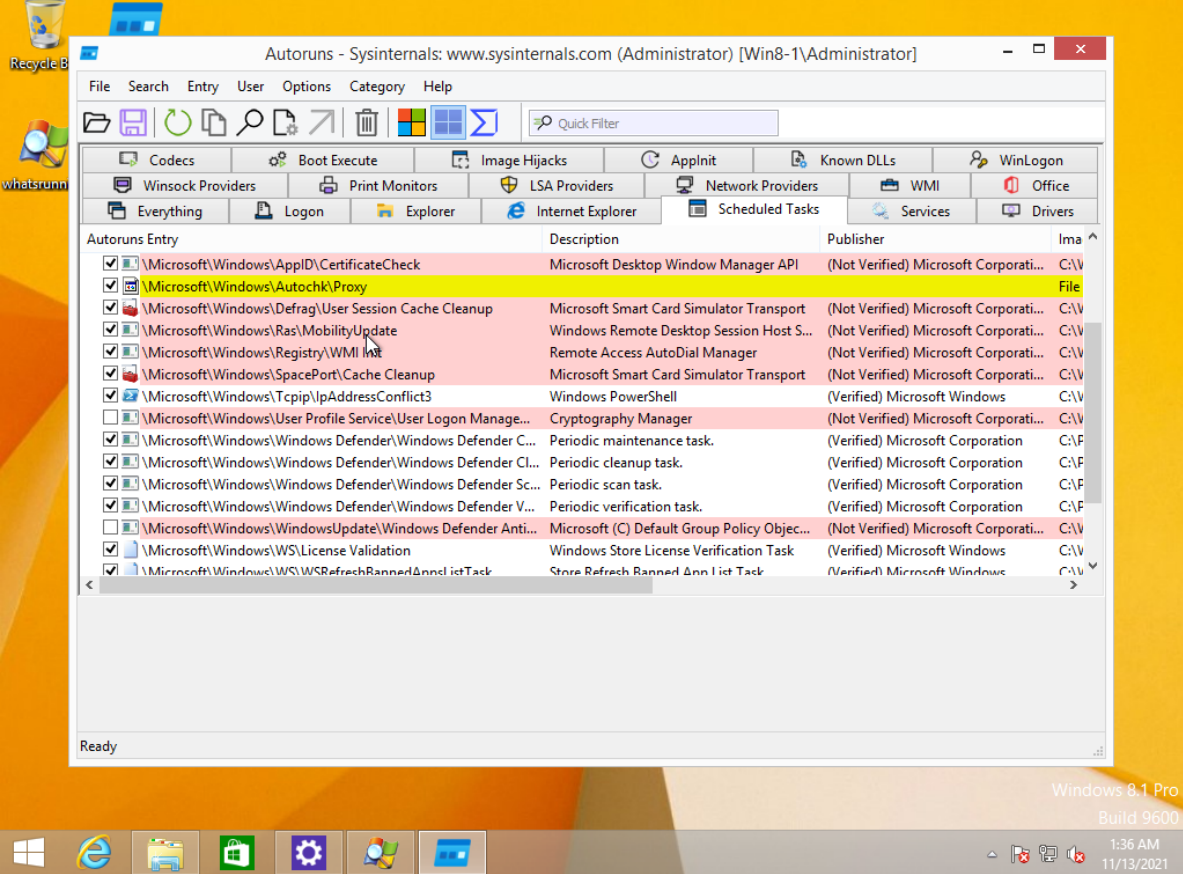 Recycle B
whatsrunn
Autoruns - Sysinternals: www.sysinternals.com (Administrator) [Win8-1\Administrator]
File Search Entry User Options Category Help
Quick Filter
Codecs Boot Execute Image Hijacks AppInit Known DLLs WinLogon
Winsock Providers Print Monitors LSA Providers Network Providers WMI Office
Everything Logon Explorer Internet Explorer Scheduled Tasks Services Drivers
Autoruns Entry Description Publisher Ima
\Microsoft\Windows\AppID\CertificateCheck Microsoft Desktop Window Manager API (Not Verified) Microsoft Corporati... C:\W
\Microsoft\Windows\Autochk\Proxy File
\Microsoft\Windows\Defrag\User Session Cache Cleanup Microsoft Smart Card Simulator Transport (Not Verified) Microsoft Corporati... C:\W
\Microsoft\Windows\Ras\MobilityUpdate Windows Remote Desktop Session Host S... (Not Verified) Microsoft Corporati... C:\W
\Microsoft\Windows\Registry\WMI Init Remote Access AutoDial Manager (Not Verified) Microsoft Corporati... C:\W
\Microsoft\Windows\SpacePort\Cache Cleanup Microsoft Smart Card Simulator Transport (Not Verified) Microsoft Corporati... C:\W
\Microsoft\Windows\Tcpip\IpAddressConflict3 Windows PowerShell (Verified) Microsoft Windows C:\W
\Microsoft\Windows\User Profile Service\User Logon Manage... Cryptography Manager (Not Verified) Microsoft Corporati... C:\W
\Microsoft\Windows\Windows Defender\Windows Defender C... Periodic maintenance task. (Verified) Microsoft Corporation C:\P
\Microsoft\Windows\Windows Defender\Windows Defender Cl... Periodic cleanup task. (Verified) Microsoft Corporation C:\P
\Microsoft\Windows\Windows Defender\Windows Defender Sc... Periodic scan task. (Verified) Microsoft Corporation C:\P
\Microsoft\Windows\Windows Defender\Windows Defender V... Periodic verification task. (Verified) Microsoft Corporation C:\P
\Microsoft\Windows\WindowsUpdate\Windows Defender Anti... Microsoft (C) Default Group Policy Objec... (Not Verified) Microsoft Corporati... C:\W
\Microsoft\Windows\WS\License Validation Windows Store License Verification Task (Verified) Microsoft Windows C:\W
\Microsoft\Windows\WS\WSRefreshBannedAppsListTask Store Refresh Banned App List Task (Verified) Microsoft Windows C:\W
Ready
Windows 8.1 Pro
Build 9600
1:36 AM
11/13/2021